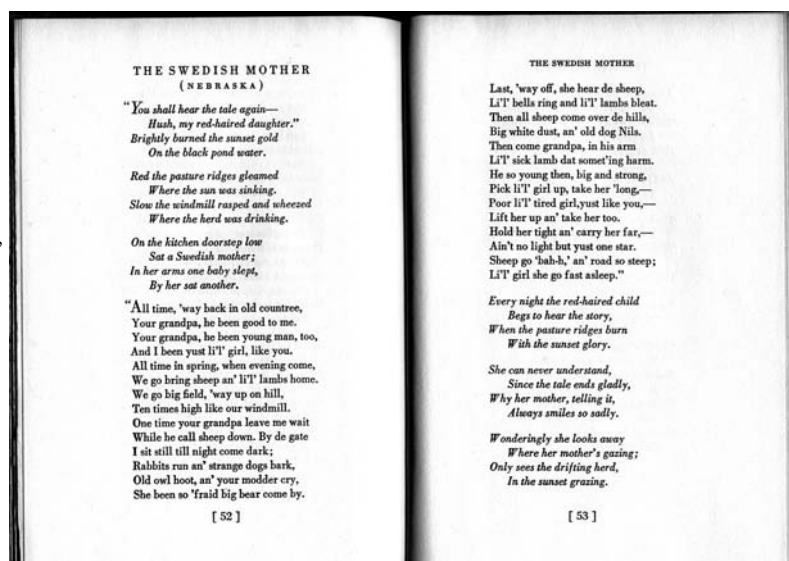 THE SWEDISH MOTHER
(NEBRASKA)
"You shall hear the tale again—
Hush, my red-haired daughter."
Brightly burned the sunset gold
On the black pond water.
Red the pasture ridges gleamed
Where the sun was sinking.
Slow the windmill rasped and wheezed
Where the herd was drinking.
On the kitchen doorstep low
Sat a Swedish mother;
In her arms one baby slept,
By her sat another.
"All time, 'way back in old countree,
Your grandpa, he been good to me.
Your grandpa, he been young man, too,
And I been yust li'l' girl, like you.
All time in spring, when evening come,
We go bring sheep an' li'l' lambs home.
We go big field, 'way up on hill,
Ten times high like our windmill.
One time your grandpa leave me wait
While he call sheep down. By de gate
I sit still till night come dark;
Rabbits run an' strange dogs bark,
Old owl hoot, an' your modder cry,
She been so 'fraid big bear come by.
[52]
THE SWEDISH MOTHER
Last, 'way off, she hear de sheep,
Li'l' bells ring and li'l' lambs bleat.
Then all sheep come over de hills,
Big white dust, an' old dog Nils.
Then come grandpa, in his arm
Li'l' sick lamb dat somet'ing harm.
He so young then, big and strong,
Pick li'l' girl up, take her 'long,—
Poor li'l' tired girl,yust like you,—
Lift her up an' take her too.
Hold her tight an' carry her far,—
Ain't no light but yust one star.
Sheep go 'bah-h,' an' road so steep;
Li'l' girl she go fast asleep."
Every night the red-haired child
Begs to hear the story,
When the pasture ridges burn
With the sunset glory.
She can never understand,
Since the tale ends gladly,
Why her mother, telling it,
Always smiles so sadly.
Wonderingly she looks away
Where her mother's gazing;
Only sees the drifting herd,
In the sunset grazing.
[53]